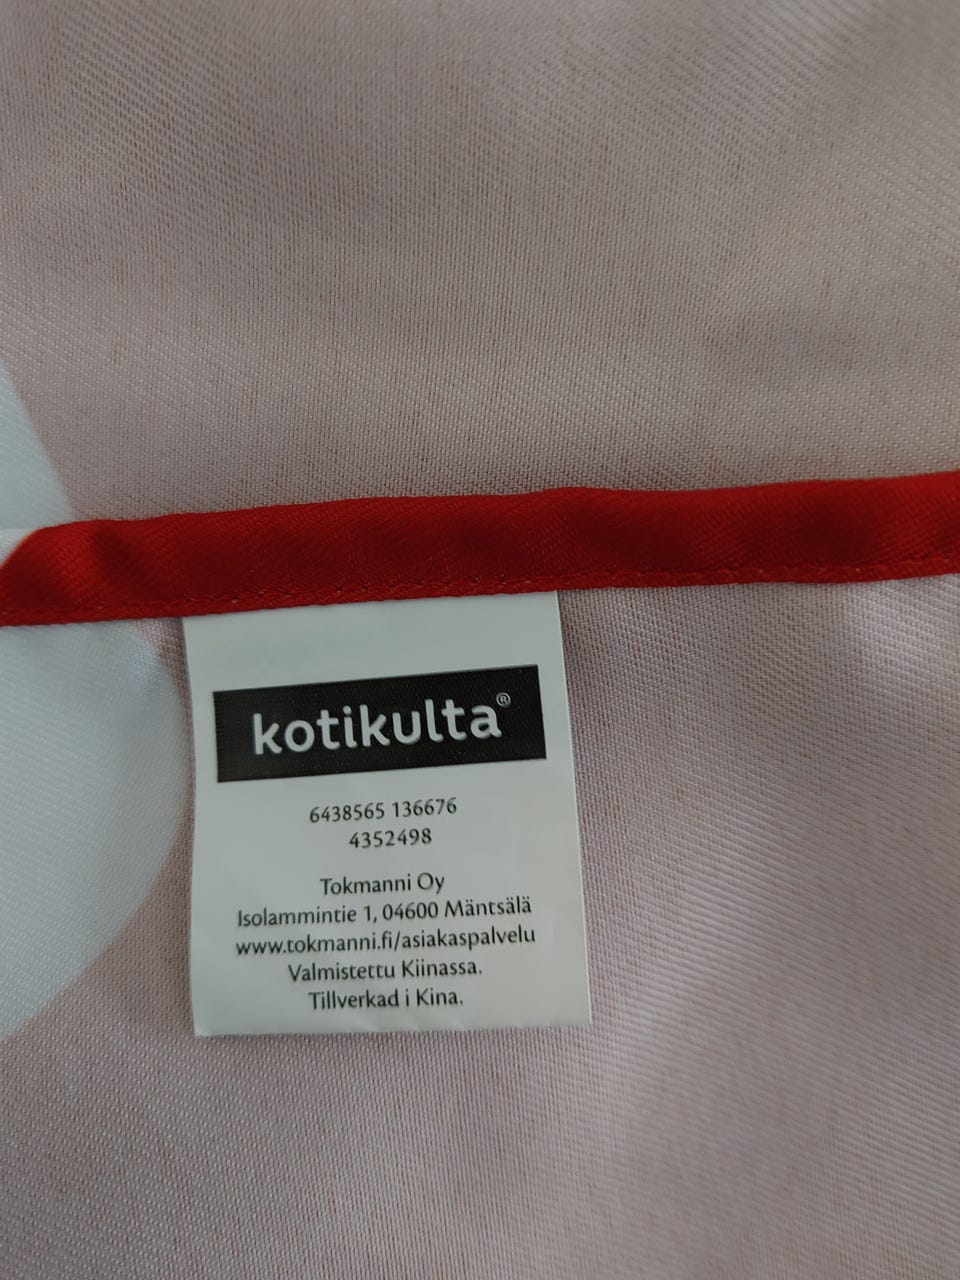 kotikulta®
6438565 136676
4352498
Tokmanni Oy
Isolammintie 1, 04600 Mäntsälä
www.tokmanni.fi/asiakaspalvelu
Valmistettu Kiinassa.
Tillverkad i Kina.